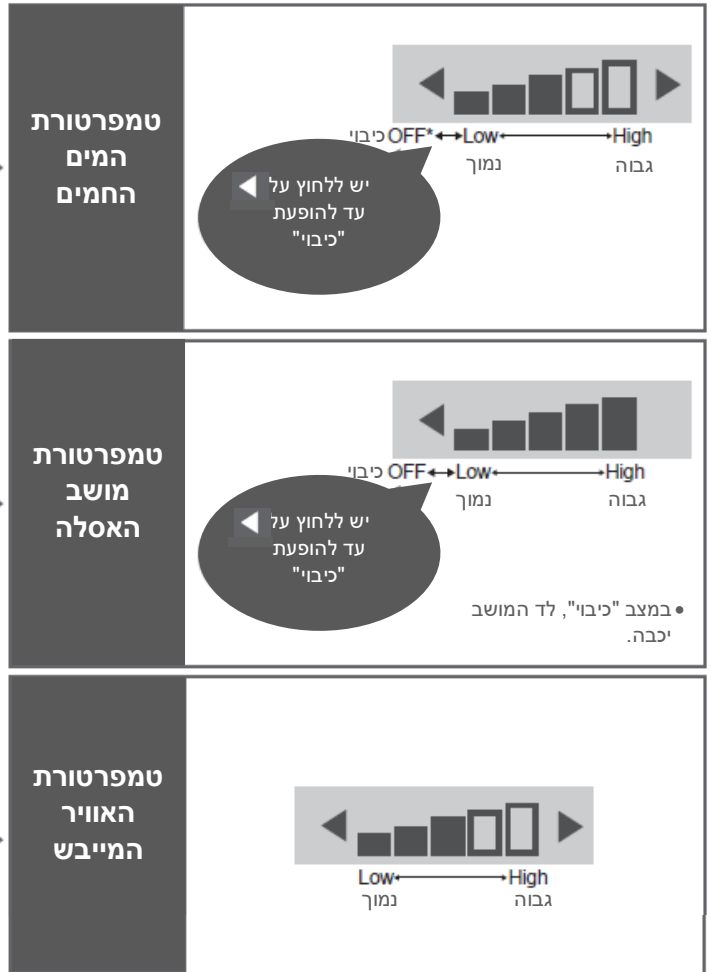 טמפרטורת
המים
החמים
כיבוי OFF* Low High
נמוך גבוה
יש ללחוץ על
עד להופעת
"כיבוי"
טמפרטורת
מושב
האסלה
כיבוי OFF Low High
נמוך גבוה
יש ללחוץ על
עד להופעת
"כיבוי"
• במצב "כיבוי", לד המושב
יכבה.
טמפרטורת
האוויר
המייבש
Low High
נמוך גבוה